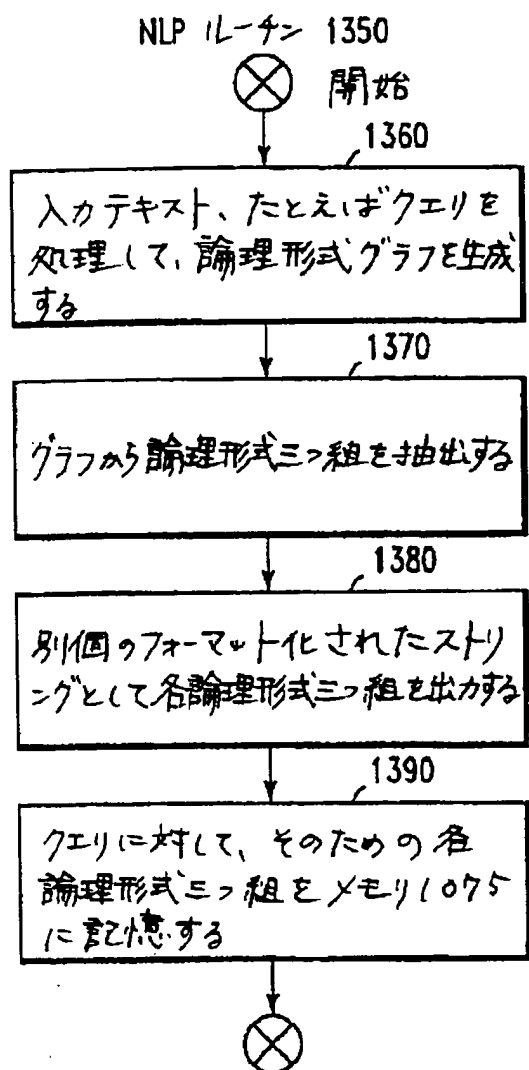 NLP ルーチン 1350
開始
1360
入力テキスト、たとえばクエリを
処理して、論理形式グラフを生成
する
1370
グラフから論理形式三つ組を抽出する
1380
別個のフォーマット化されたストリ
ングとして各論理形式三つ組を出力する
1390
クエリに対して、そのための各
論理形式三つ組をメモリ1075
に記憶する